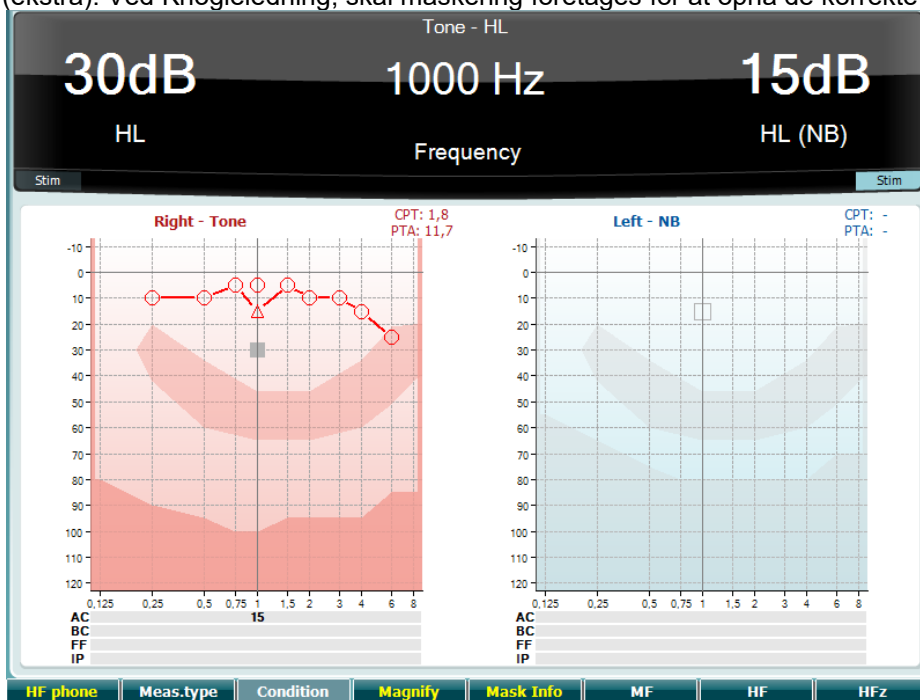 (ekstra). Ved Knogleledning, skal maskering foretages for at opnå de korrekte
Tone - HL
30dB 1000 Hz 15dB
HL Frequency HL (NB)
Stim Stim
Right - Tone CPT: 1,8 Left - NB CPT: -
PTA: 11,7 PTA: -
-10 -10
0 0
10 10
20 20
30 30
40 40
50 50
60 60
70 70
80 80
90 90
100 100
110 110
120 120
0,125 0,25 0,5 0,75 1 1,5 2 3 4 6 8 0,125 0,25 0,5 0,75 1 1,5 2 3 4 6 8
AC 15 AC
BC BC
FF FF
IP IP
HF phone Meas.type Condition Magnify Mask Info MF HF HFz